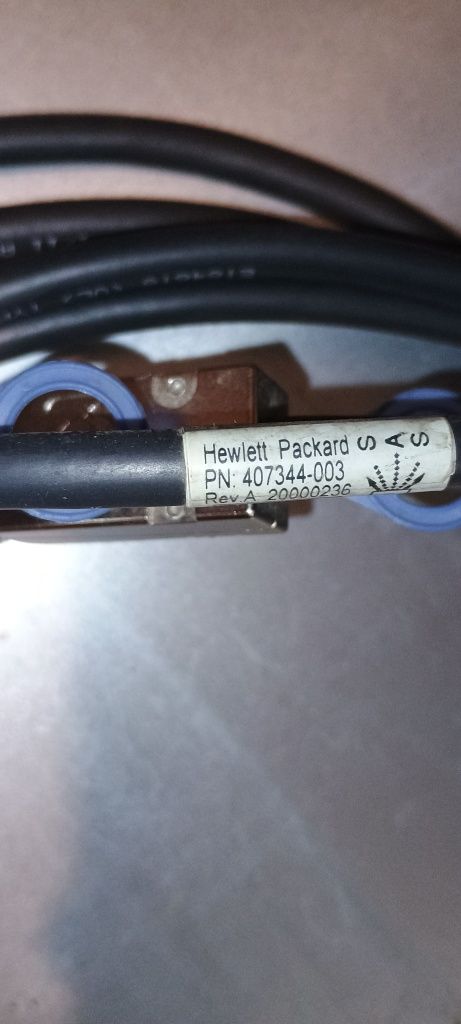 Hewlett Packard
PN: 407344-003
Rev A 20000236
SAS